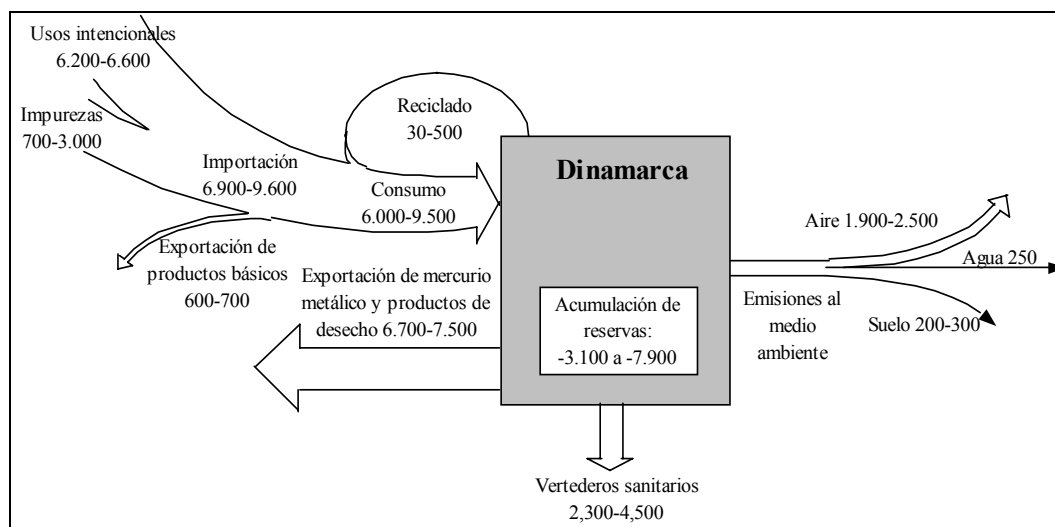 Usos intencionales
6.200-6.600
Impurezas
700-3.000
Reciclado
30-500
Importación
6.900-9.600
Consumo
6.000-9.500
Exportación de
productos básicos
600-700
Exportación de mercurio
metálico y productos de
desecho 6.700-7.500
Dinamarca
Acumulación de
reservas:
-3.100 a -7.900
Aire 1.900-2.500
Agua 250
Suelo 200-300
Emisiones al
medio
ambiente
Vertederos sanitarios
2,300-4,500